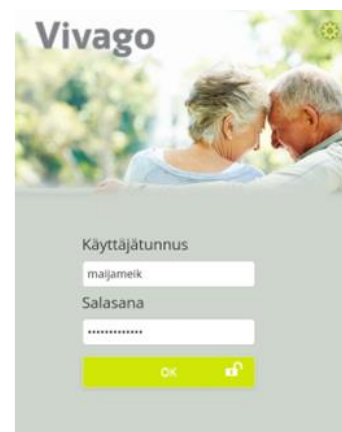 Vivago
Käyttäjätunnus
maijameik
Salasana
•••••••••••••
OK